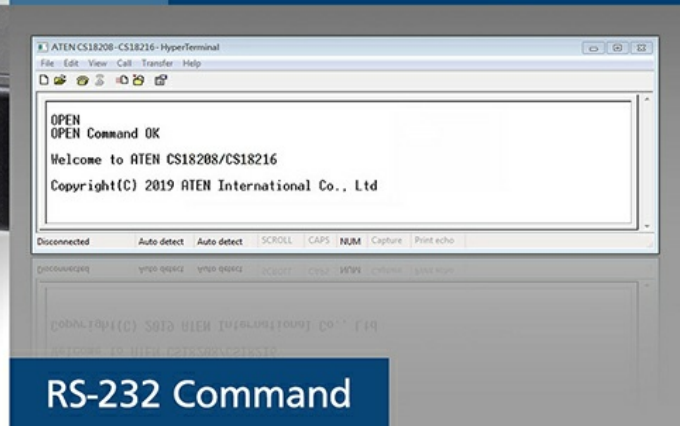 ATEN CS18208-CS18216 - HyperTerminal
File Edit View Call Transfer Help
OPEN
OPEN Command OK
Welcome to ATEN CS18208/CS18216
Copyright(C) 2019 ATEN International Co., Ltd
Disconnected Auto detect Auto detect SCROLL CAPS NUM Capture Print echo
RS-232 Command